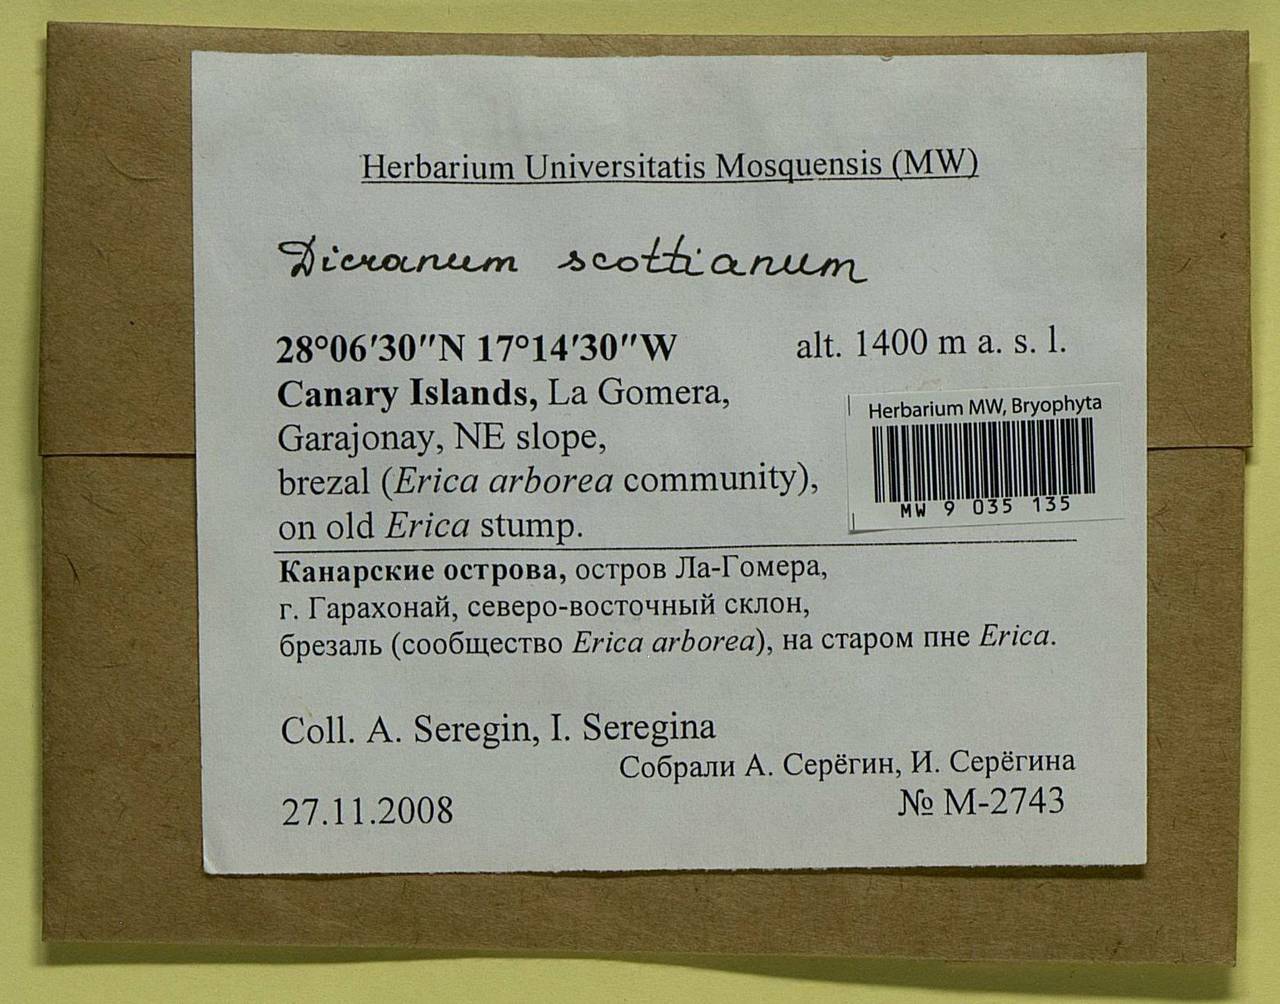 Herbarium Universitatis Mosquensis (MW)
Dicranum scottianum
28°06′30″N 17°14′30″W alt. 1400 m a. s. l.
Canary Islands, La Gomera,
Garajonay, NE slope,
brezal (Erica arborea community),
on old Erica stump.
Herbarium MW, Bryophyta
MW 9 035 135
Канарские острова, остров Ла-Гомера,
г. Гарахонай, северо-восточный склон,
брезаль (сообщество Erica arborea), на старом пне Erica.
Coll. A. Seregin, I. Seregina
Собрали А. Серёгин, И. Серёгина
27.11.2008 № M-2743